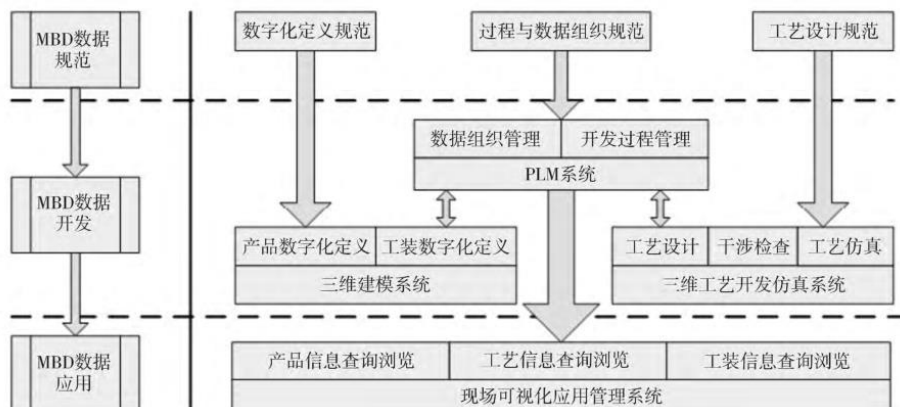 MBD数据
规范
数字化定义规范
过程与数据组织规范
工艺设计规范
数据组织管理
开发过程管理
PLM系统
MBD数据
开发
产品数字化定义
工装数字化定义
三维建模系统
工艺设计
干涉检查
工艺仿真
三维工艺开发仿真系统
MBD数据
应用
产品信息查询浏览
工艺信息查询浏览
工装信息查询浏览
现场可视化应用管理系统